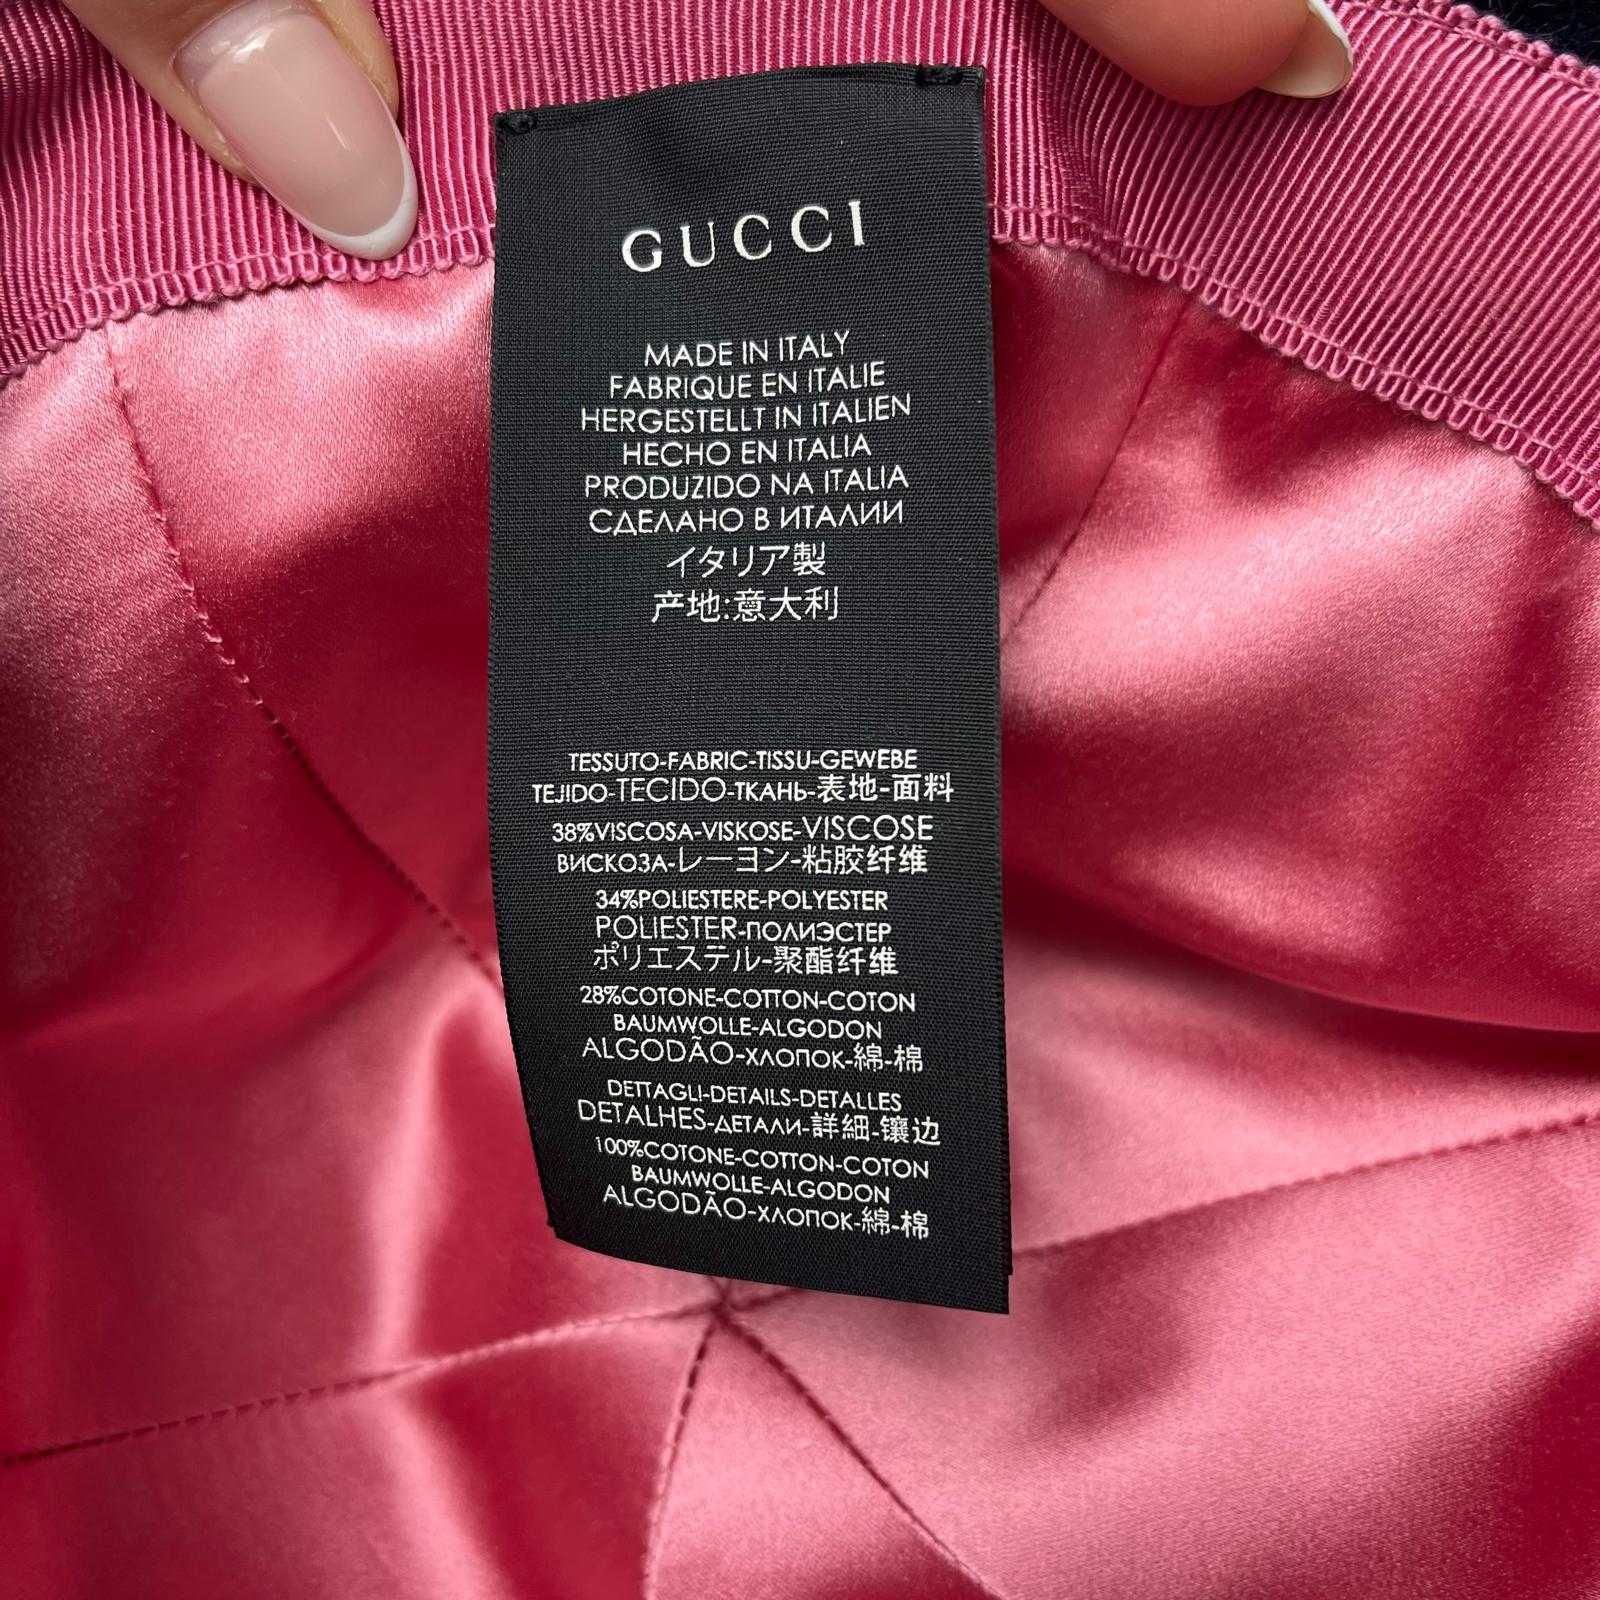 GUCCI
MADE IN ITALY
FABRIQUE EN ITALIE
HERGESTELLT IN ITALIEN
HECHO EN ITALIA
PRODUZIDO NA ITALIA
СДЕЛАНО В ИТАЛИИ
イタリア製
产地:意大利
TESSUTO-FABRIC-TISSU-GEWEBE
TEJIDO-TECIDO-ТКАНЬ-表地-面料
38%VISCOSA-VISKOSE-VISCOSE
ВИСКОЗА-レーヨン-粘胶纤维
34%POLIESTERE-POLYESTER
POLIESTER-ПОЛИЭСТЕР
ポリエステル-聚酯纤维
28%COTONE-COTTON-COTON
BAUMWOLLE-ALGODON
ALGODÃO-ХЛОПОК-綿-棉
DETTAGLI-DETAILS-DETALLES
DETALHES-ДЕТАЛИ-詳細-镶边
100%COTONE-COTTON-COTON
BAUMWOLLE-ALGODON
ALGODÃO-ХЛОПОК-綿-棉